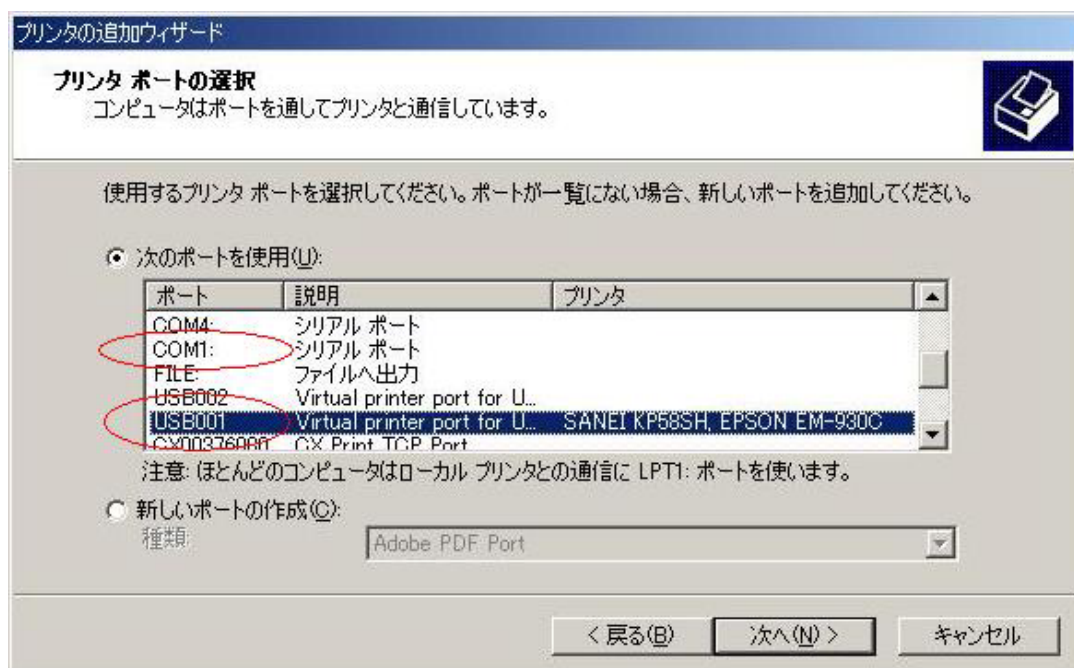 プリンタの追加ウィザード
プリンタ ポートの選択
コンピュータはポートを通してプリンタと通信しています。
使用するプリンタ ポートを選択してください。ポートが一覧にない場合、新しいポートを追加してください。
次のポートを使用(U):
ポート 説明 プリンタ
COM4: シリアル ポート
COM1: シリアル ポート
FILE: ファイルへ出力
USB002 Virtual printer port for U...
USB001 Virtual printer port for U... SANEI KP58SH, EPSON EM-930C
CX Print TCP Port
注意: ほとんどのコンピュータはローカル プリンタとの通信に LPT1: ポートを使います。
新しいポートの作成(C):
種類:
Adobe PDF Port
< 戻る(B) 次へ(N) > キャンセル